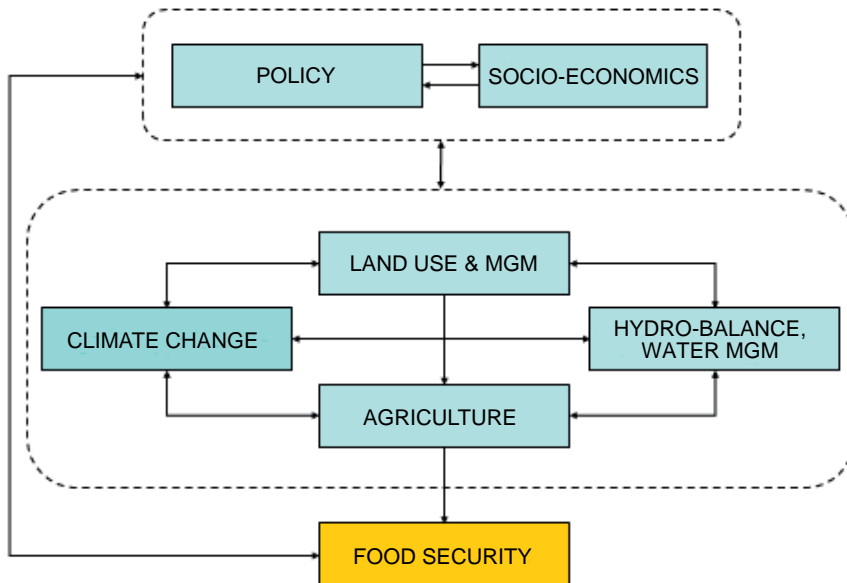 POLICY
SOCIO-ECONOMICS
LAND USE & MGM
CLIMATE CHANGE
HYDRO-BALANCE,
WATER MGM
AGRICULTURE
FOOD SECURITY